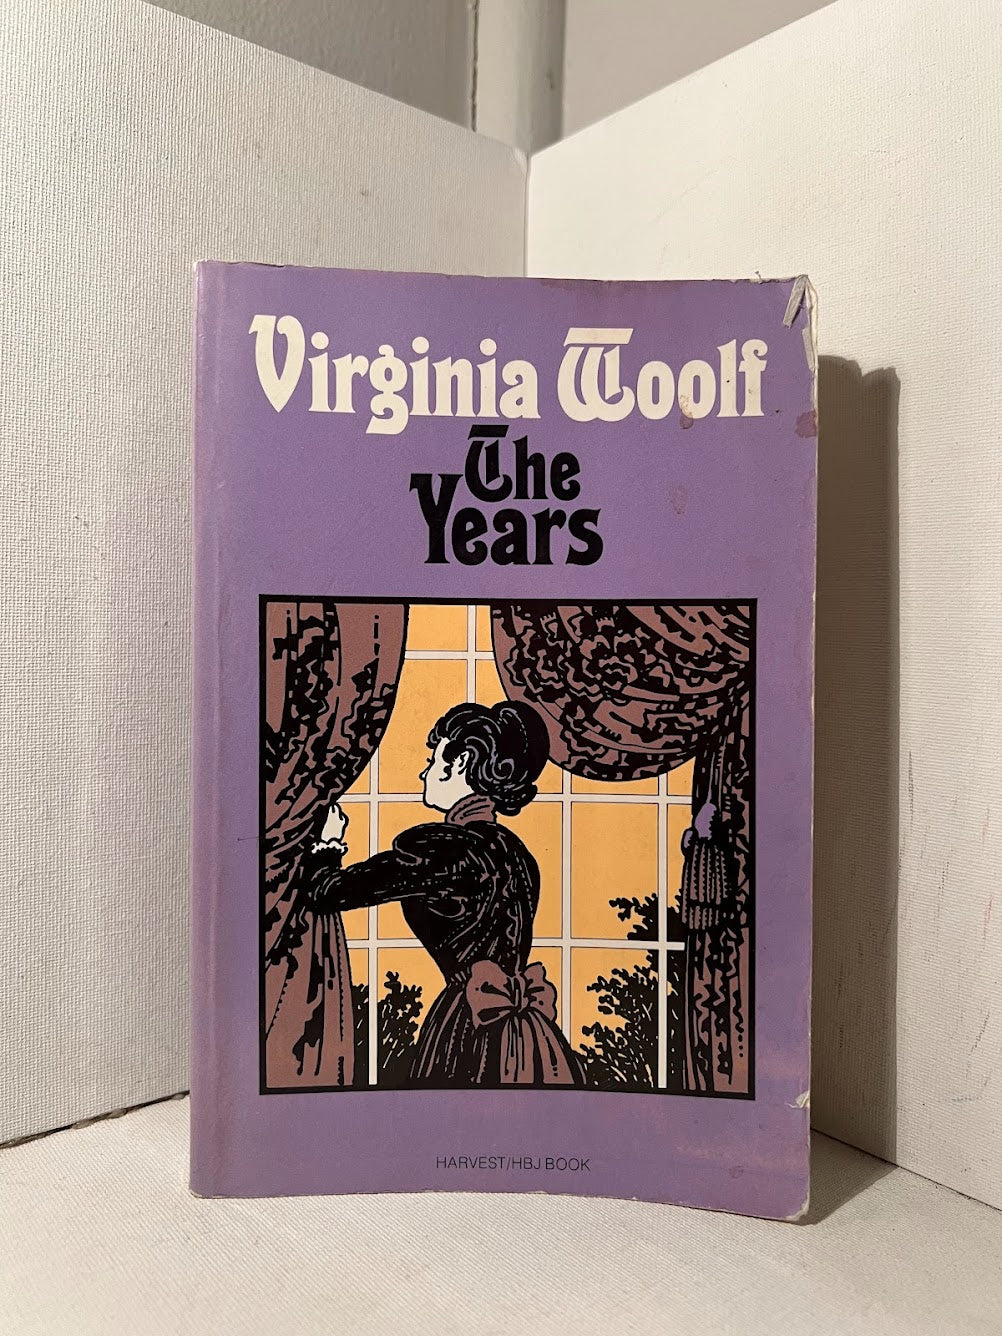 Virginia Woolf
The
Years
HARVEST/HBJ BOOK